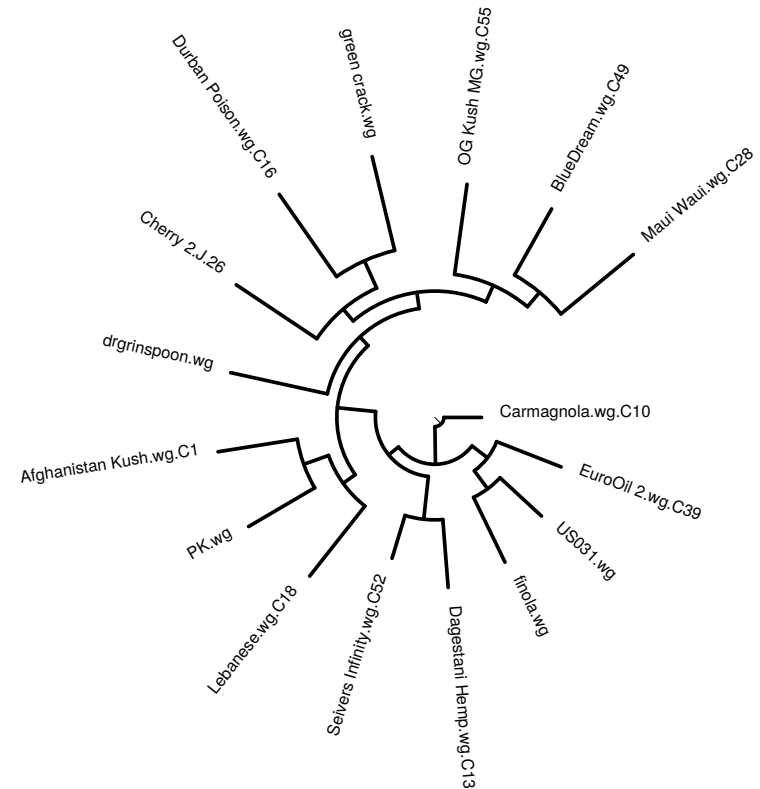 Durban Poison.wg.C16
green crack.wg
OG Kush MG.wg.C55
BlueDream.wg.C49
Maui Waui.wg.C28
Cherry 2.J.26
drgrinspoon.wg
Carmagnola.wg.C10
Afghanistan Kush.wg.C1
EuroOil 2.wg.C39
PK.wg
US031.wg
Lebanese.wg.C18
finola.wg
Seivers Infinity.wg.C52
Dagestani Hemp.wg.C13